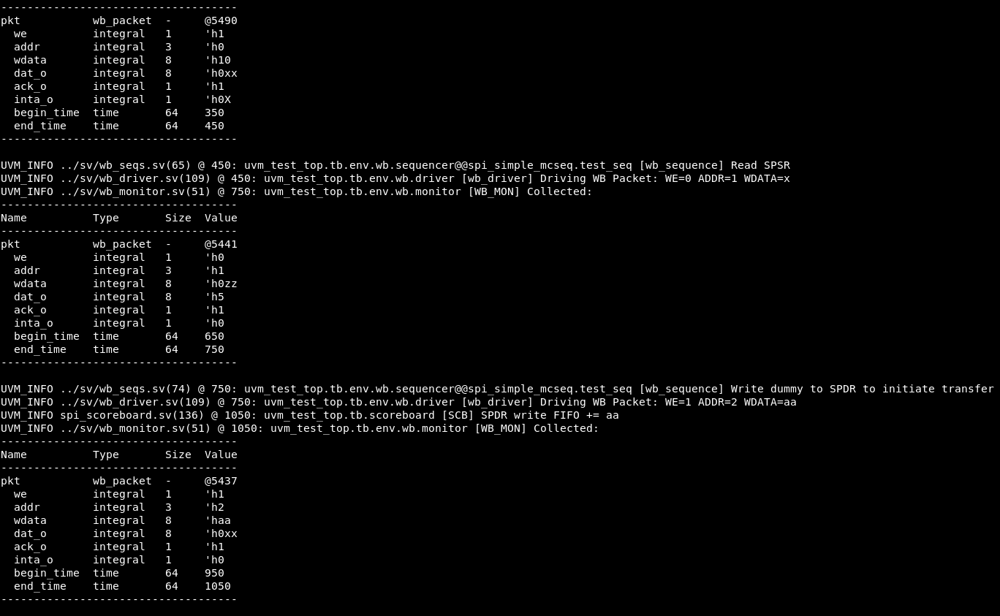 ------------------------------------
pkt           wb_packet  -     @5490
  we          integral   1     'h1
  addr        integral   3     'h0
  wdata       integral   8     'h10
  dat_o       integral   8     'h0xx
  ack_o       integral   1     'h1
  inta_o      integral   1     'h0X
  begin_time  time       64    350
  end_time    time       64    450
------------------------------------
UVM_INFO ../sv/wb_seqs.sv(65) @ 450: uvm_test_top.tb.env.wb.sequencer@@spi_simple_mcseq.test_seq [wb_sequence] Read SPSR
UVM_INFO ../sv/wb_driver.sv(109) @ 450: uvm_test_top.tb.env.wb.driver [wb_driver] Driving WB Packet: WE=0 ADDR=1 WDATA=x
UVM_INFO ../sv/wb_monitor.sv(51) @ 750: uvm_test_top.tb.env.wb.monitor [WB_MON] Collected:
------------------------------------
Name          Type       Size  Value
------------------------------------
pkt           wb_packet  -     @5441
  we          integral   1     'h0
  addr        integral   3     'h1
  wdata       integral   8     'h0zz
  dat_o       integral   8     'h5
  ack_o       integral   1     'h1
  inta_o      integral   1     'h0
  begin_time  time       64    650
  end_time    time       64    750
------------------------------------
UVM_INFO ../sv/wb_seqs.sv(74) @ 750: uvm_test_top.tb.env.wb.sequencer@@spi_simple_mcseq.test_seq [wb_sequence] Write dummy to SPDR to initiate transfer
UVM_INFO ../sv/wb_driver.sv(109) @ 750: uvm_test_top.tb.env.wb.driver [wb_driver] Driving WB Packet: WE=1 ADDR=2 WDATA=aa
UVM_INFO spi_scoreboard.sv(136) @ 1050: uvm_test_top.tb.scoreboard [SCB] SPDR write FIFO += aa
UVM_INFO ../sv/wb_monitor.sv(51) @ 1050: uvm_test_top.tb.env.wb.monitor [WB_MON] Collected:
------------------------------------
Name          Type       Size  Value
------------------------------------
pkt           wb_packet  -     @5437
  we          integral   1     'h1
  addr        integral   3     'h2
  wdata       integral   8     'haa
  dat_o       integral   8     'h0xx
  ack_o       integral   1     'h1
  inta_o      integral   1     'h0
  begin_time  time       64    950
  end_time    time       64    1050
------------------------------------